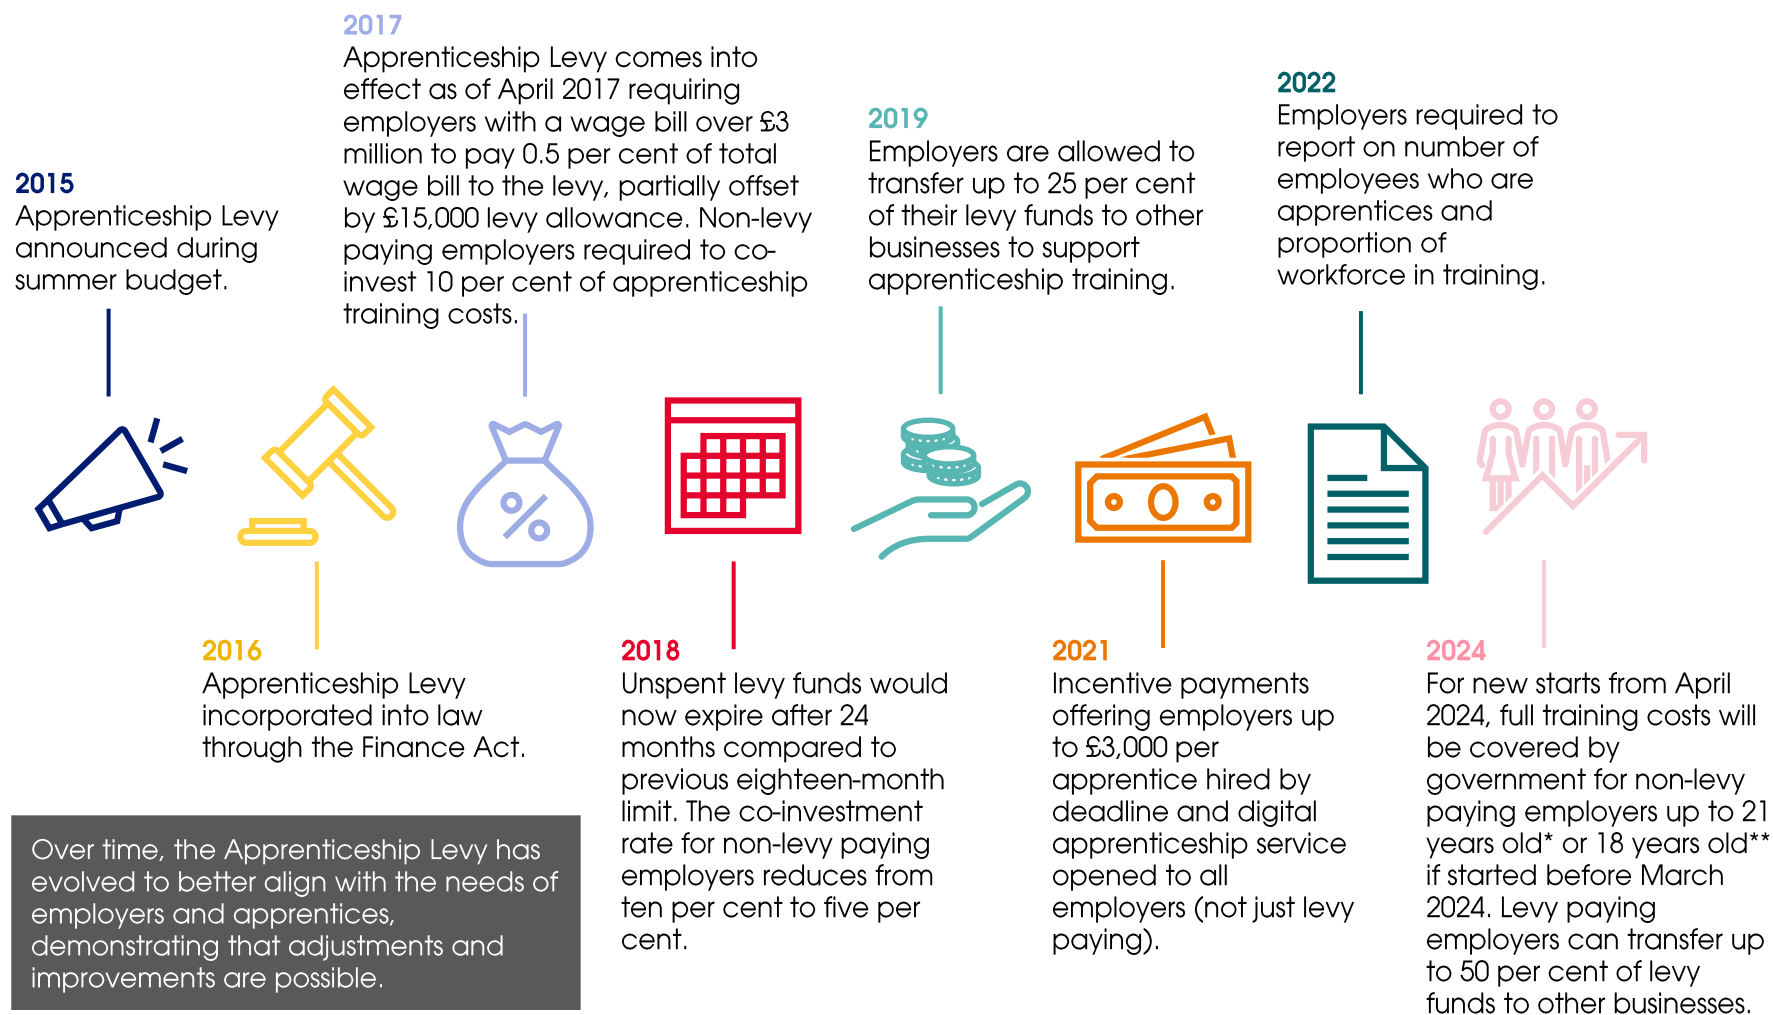 2015
Apprenticeship Levy
announced during
summer budget.
2016
Apprenticeship Levy
incorporated into law
through the Finance Act.
2017
Apprenticeship Levy comes into
effect as of April 2017 requiring
employers with a wage bill over £3
million to pay 0.5 per cent of total
wage bill to the levy, partially offset
by £15,000 levy allowance. Non-levy
paying employers required to co-
invest 10 per cent of apprenticeship
training costs.
2018
Unspent levy funds would
now expire after 24
months compared to
previous eighteen-month
limit. The co-investment
rate for non-levy paying
employers reduces from
ten per cent to five per
cent.
2019
Employers are allowed to
transfer up to 25 per cent
of their levy funds to other
businesses to support
apprenticeship training.
2021
Incentive payments
offering employers up
to £3,000 per
apprentice hired by
deadline and digital
apprenticeship service
opened to all
employers (not just levy
paying).
2022
Employers required to
report on number of
employees who are
apprentices and
proportion of
workforce in training.
2024
For new starts from April
2024, full training costs will
be covered by
government for non-levy
paying employers up to 21
years old* or 18 years old**
if started before March
2024. Levy paying
employers can transfer up
to 50 per cent of levy
funds to other businesses.
Over time, the Apprenticeship Levy has
evolved to better align with the needs of
employers and apprentices,
demonstrating that adjustments and
improvements are possible.